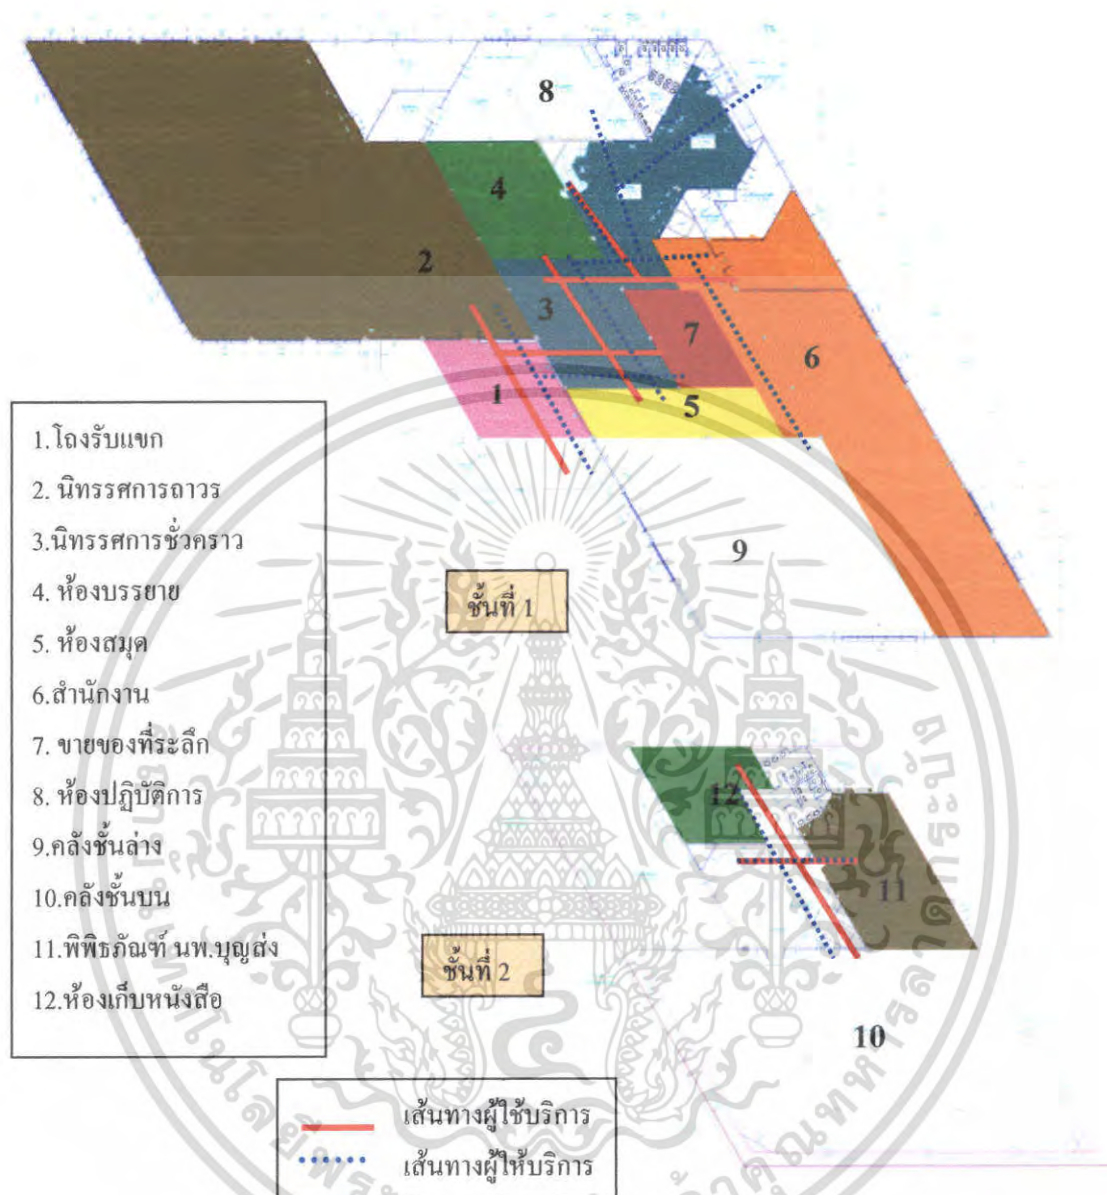 8
4
2
3
7
6
1
5
1.โถงรับแขก
2. นิทรรศการถาวร
3.นิทรรศการชั่วคราว
4. ห้องบรรยาย
5. ห้องสมุด
6.สำนักงาน
7. ขายของที่ระลึก
8. ห้องปฏิบัติการ
9.คลังชั้นล่าง
10.คลังชั้นบน
11.พิพิธภัณฑ์ นพ.บุญส่ง
12.ห้องเก็บหนังสือ
9
ชั้นที่ 1
12
11
ชั้นที่ 2
10
เส้นทางผู้ใช้บริการ
เส้นทางผู้ให้บริการ